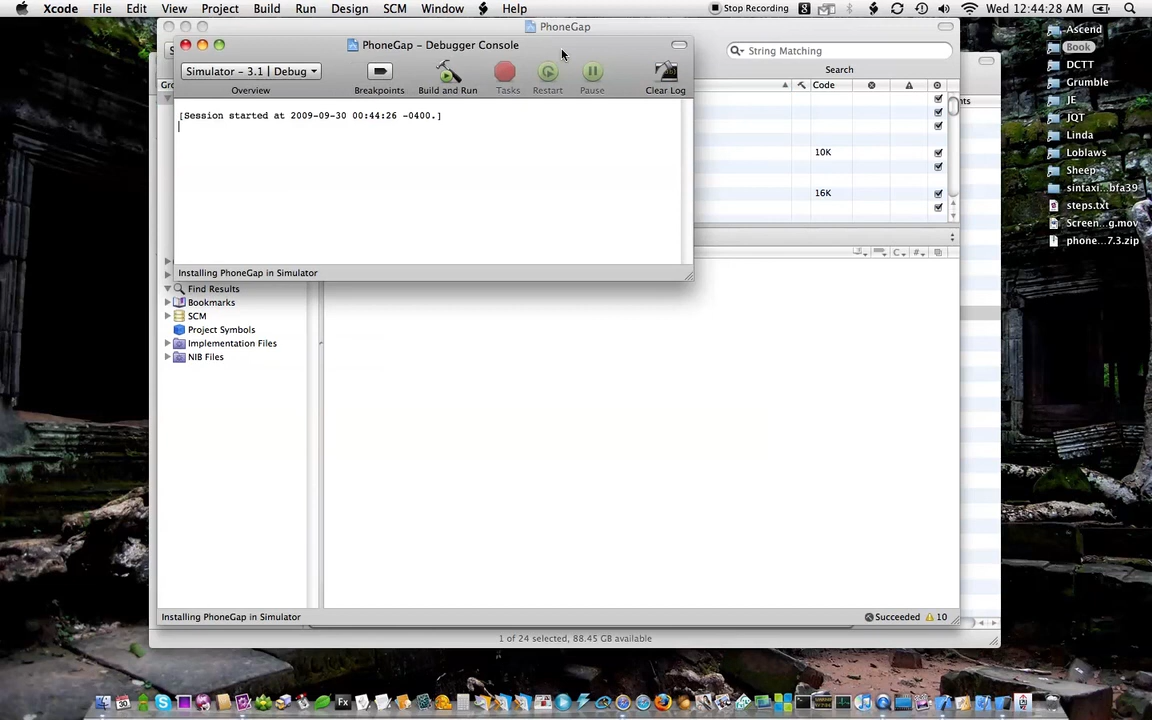 Xcode File Edit View Project Build Run Design SCM Window Help Stop Recording Wed 12:44:28 AM
PhoneGap
PhoneGap – Debugger Console
String Matching
Simulator – 3.1 | Debug
Search
Overview Breakpoints Build and Run Tasks Restart Pause Clear Log
Code
[Session started at 2009-09-30 00:44:26 -0400.]
10K
16K
Installing PhoneGap in Simulator
Find Results
Bookmarks
SCM
Project Symbols
Implementation Files
NIB Files
Installing PhoneGap in Simulator
Succeeded 10
1 of 24 selected, 88.45 GB available
Ascend
Book
DCTT
Grumble
JE
JQT
Linda
Loblaws
Sheep
sintaxi...bfa39
steps.txt
Screen...g.mov
phone...7.3.zip